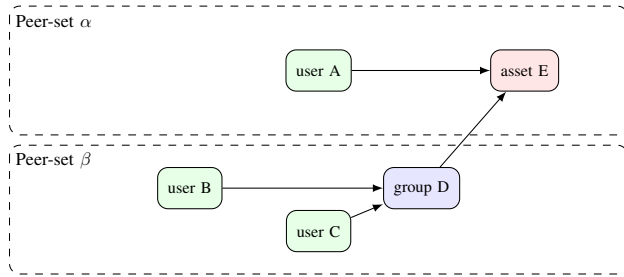 Peer-set α
user A
asset E
Peer-set β
user B
group D
user C